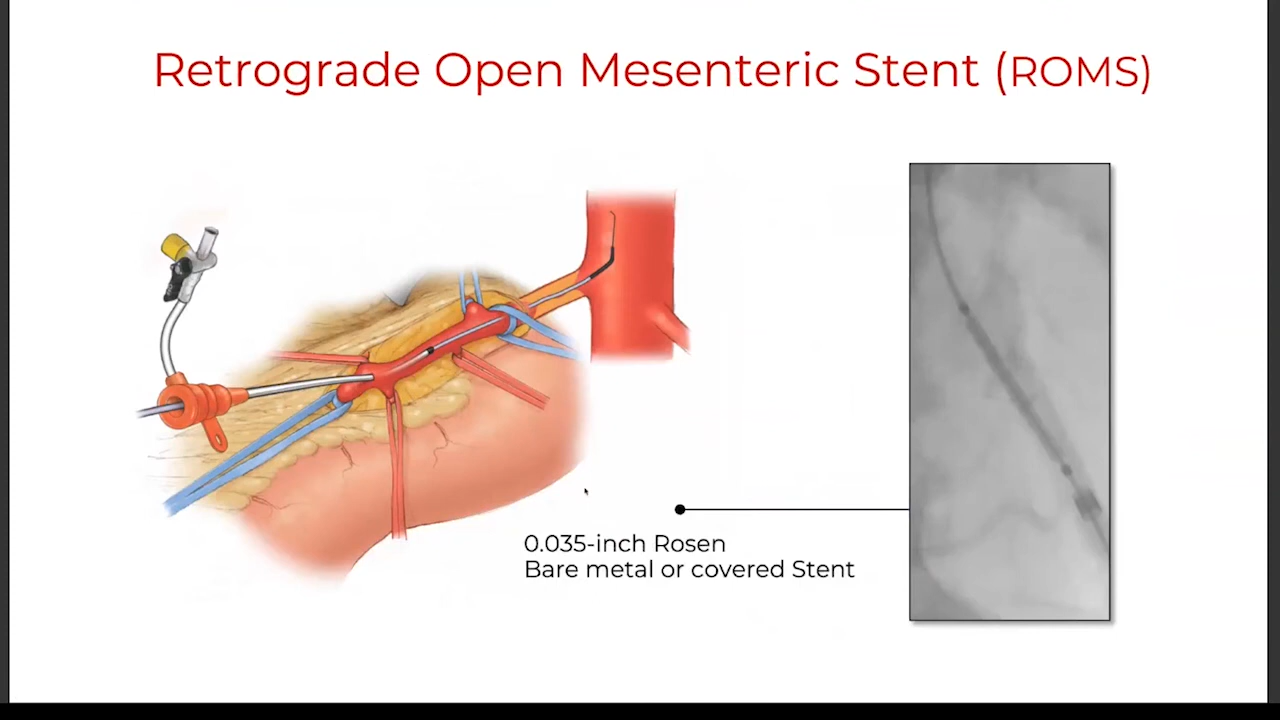 Retrograde Open Mesenteric Stent (ROMS)
0.035-inch Rosen
Bare metal or covered Stent